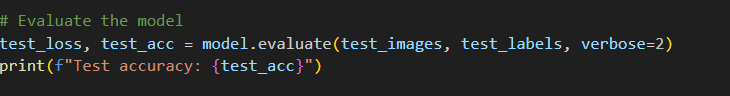 # Evaluate the model
test_loss, test_acc = model.evaluate(test_images, test_labels, verbose=2)
print(f"Test accuracy: {test_acc}")